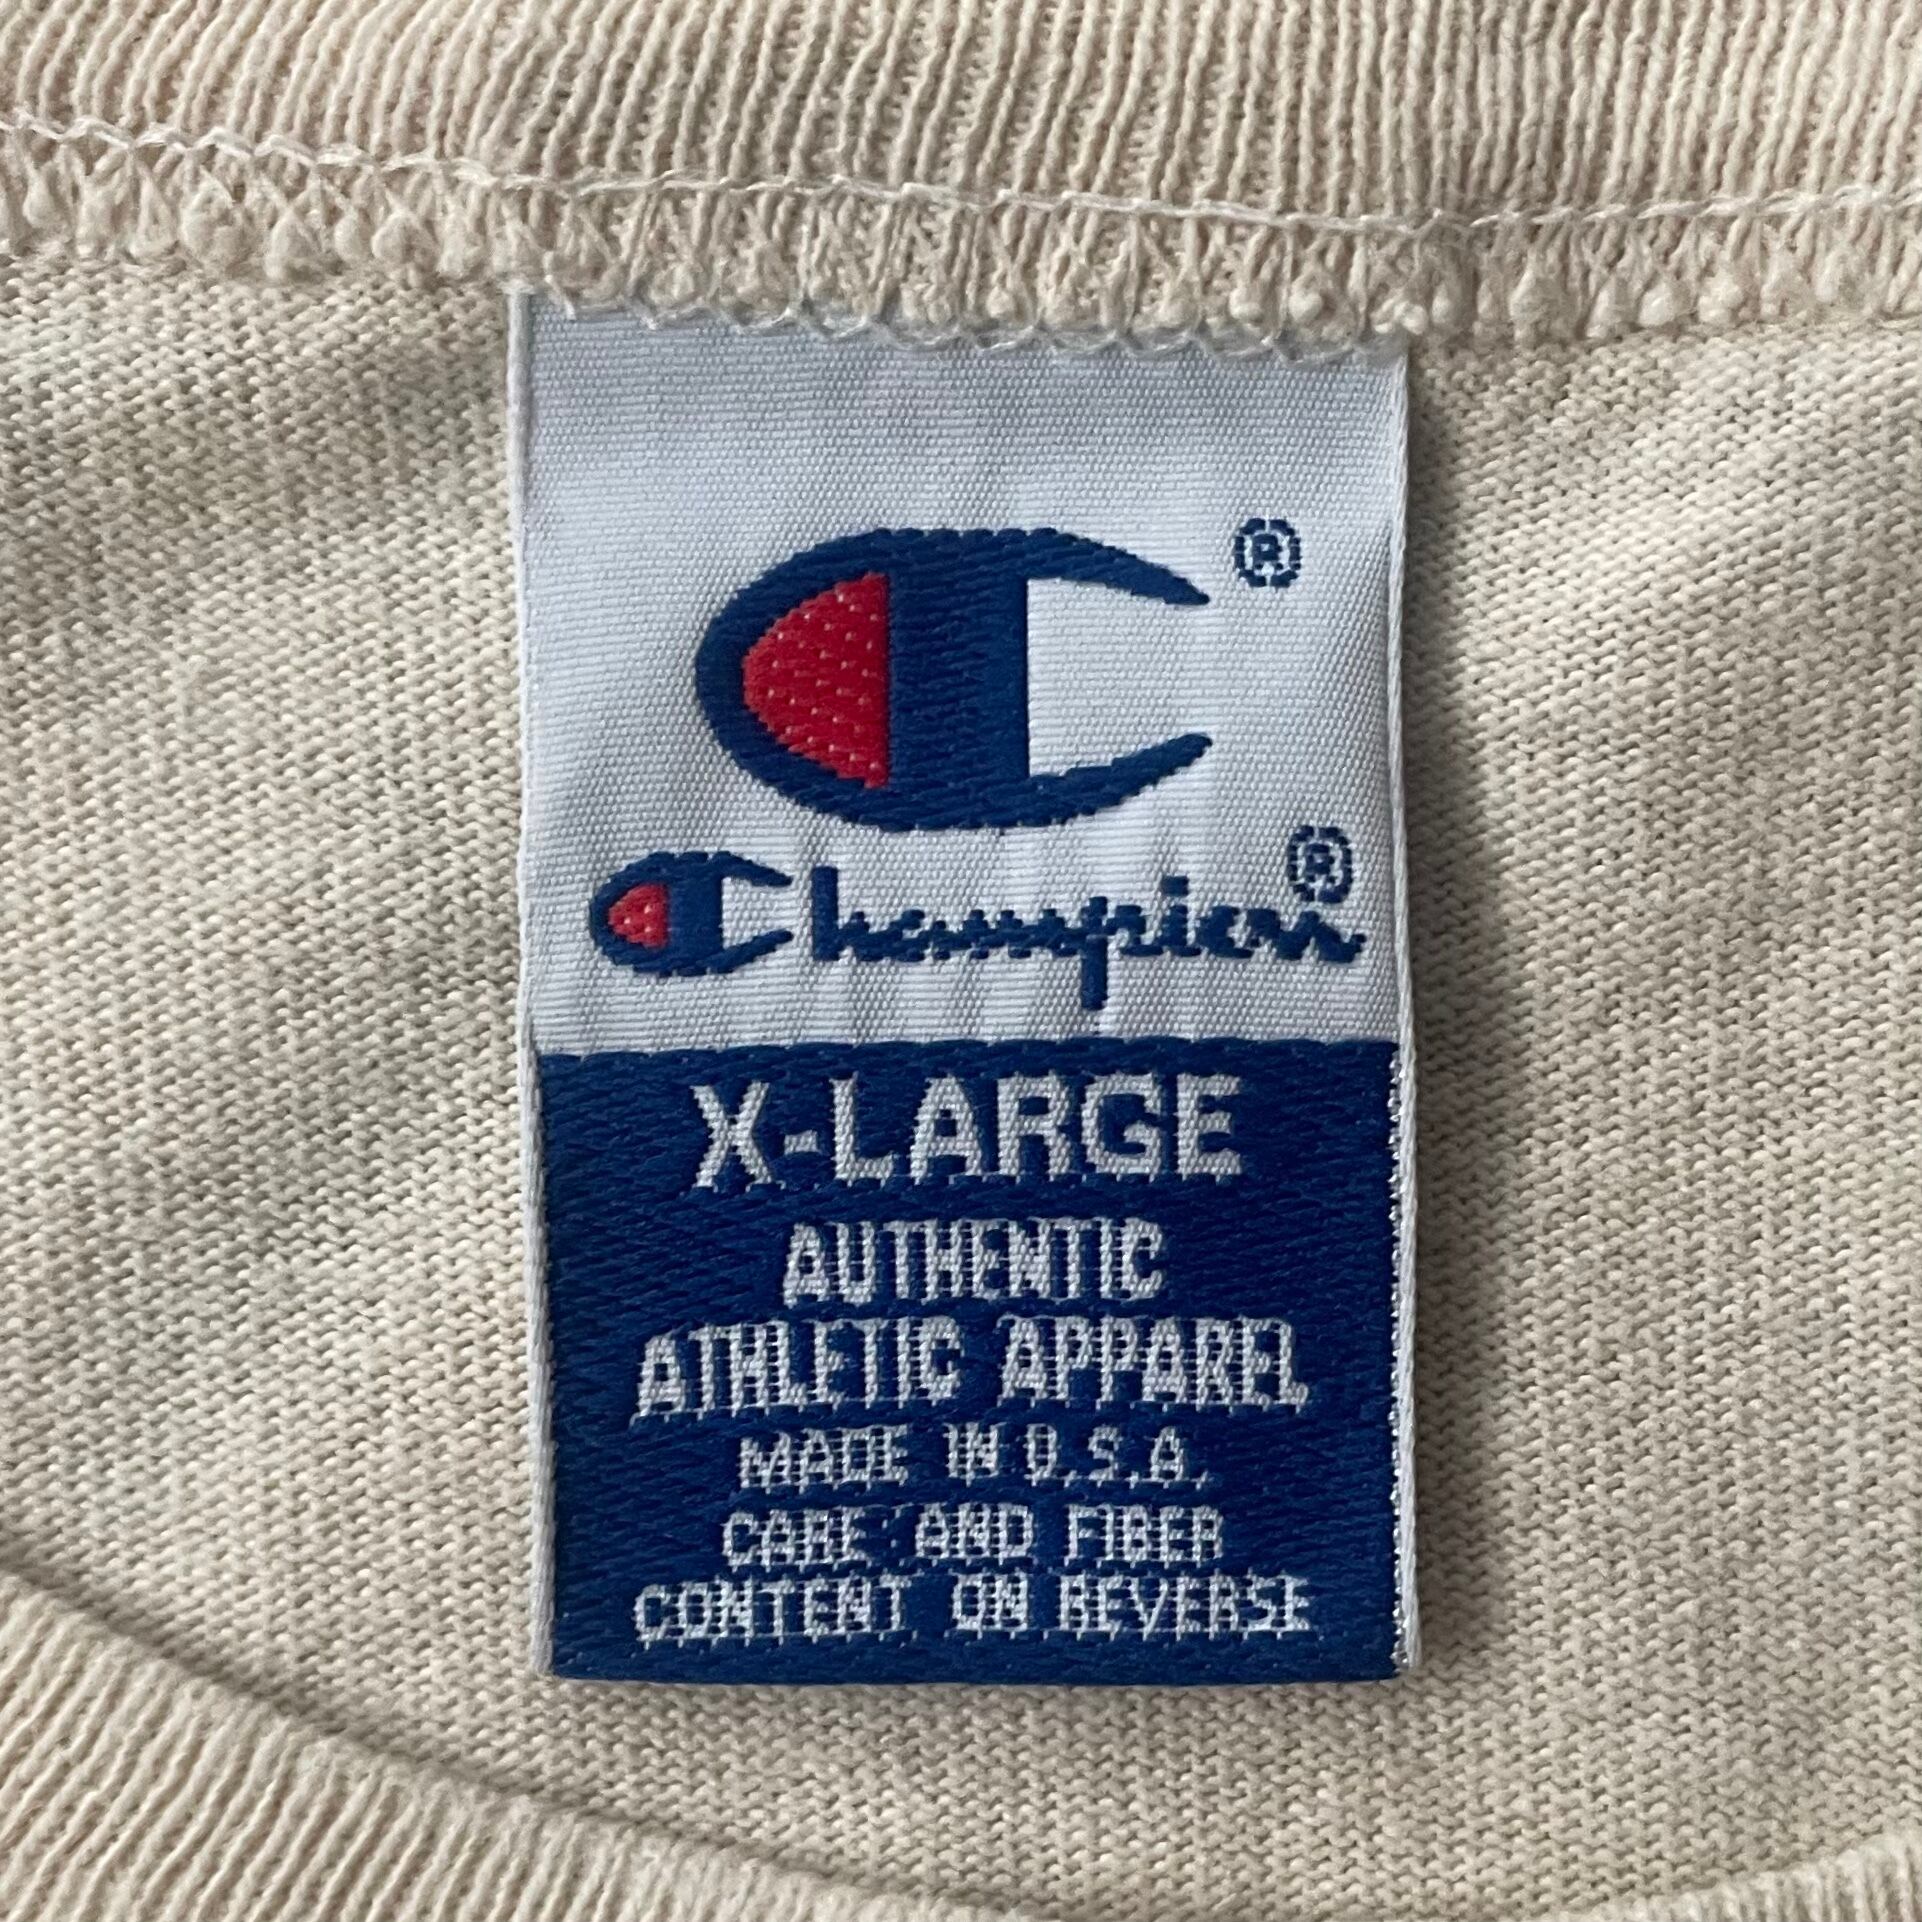 ®
Champion®
X-LARGE
AUTHENTIC
ATHLETIC APPAREL
MADE IN U.S.A.
CARE AND FIBER
CONTENT ON REVERSE